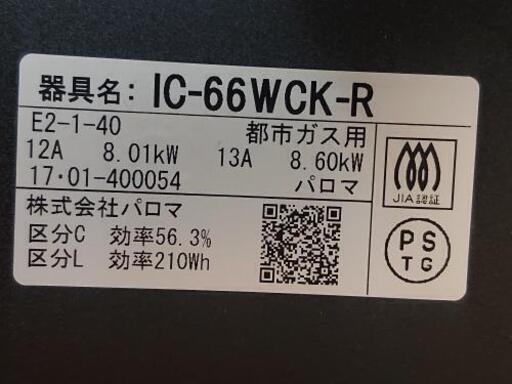 器具名: IC-66WCK-R
E2-1-40 都市ガス用
12A 8.01kW 13A 8.60kW
17・01-400054 パロマ
株式会社パロマ
区分C 効率56.3%
区分L 効率210Wh
JIA認証
PS
TG